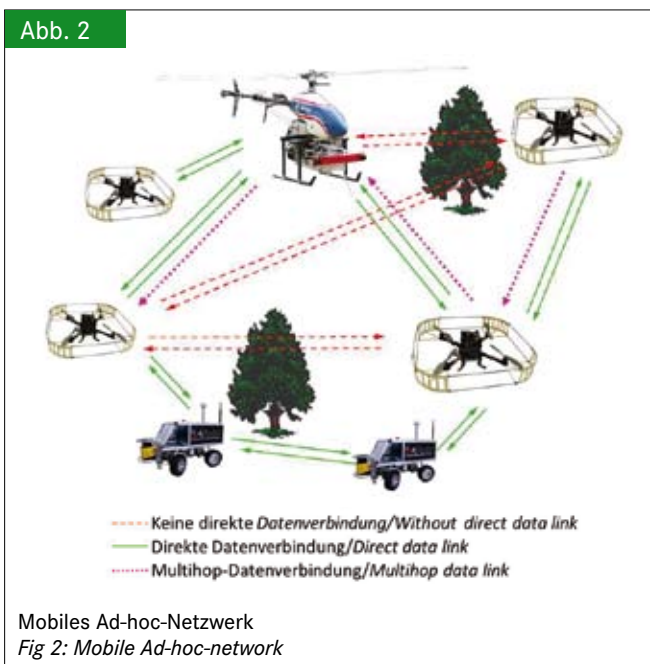 Abb. 2
Keine direkte Datenverbindung/Without direct data link
Direkte Datenverbindung/Direct data link
Multihop-Datenverbindung/Multihop data link
Mobiles Ad-hoc-Netzwerk
Fig 2: Mobile Ad-hoc-network